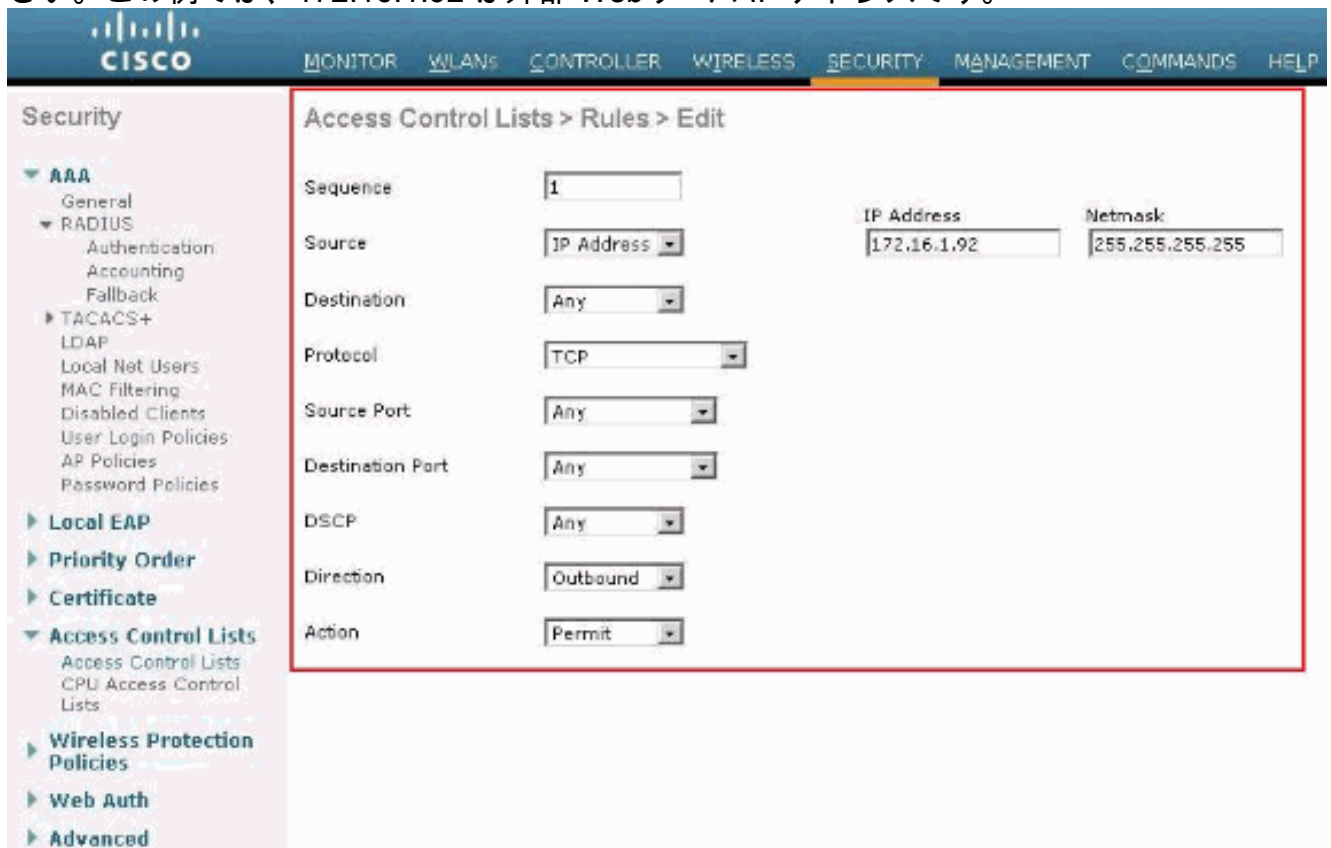 CISCO
MONITOR WLANs CONTROLLER WIRELESS SECURITY MANAGEMENT COMMANDS HELP
Security
AAA
General
RADIUS
Authentication
Accounting
Fallback
TACACS+
LDAP
Local Net Users
MAC Filtering
Disabled Clients
User Login Policies
AP Policies
Password Policies
Local EAP
Priority Order
Certificate
Access Control Lists
Access Control Lists
CPU Access Control
Lists
Wireless Protection
Policies
Web Auth
Advanced
Access Control Lists > Rules > Edit
Sequence 1
IP Address Netmask
Source IP Address 172.16.1.92 255.255.255.255
Destination Any
Protocol TCP
Source Port Any
Destination Port Any
DSCP Any
Direction Outbound
Action Permit